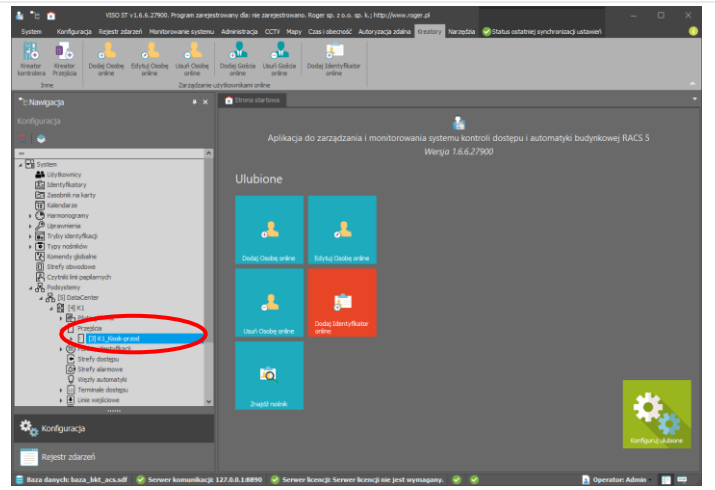 VISO ST v1.6.6.27900. Program zarejestrowany dla: nie zarejestrowano. Roger sp. z o.o. sp. k.; http://www.roger.pl
System Konfiguracja Rejestr zdarzeń Monitorowanie systemu Administracja CCTV Mapy Czas i obecność Autoryzacja zdalna Kreatory Narzędzia Status ostatniej synchronizacji ustawień
Kreator kontrolera
Kreator Przejścia
Dodaj Osobę online
Edytuj Osobę online
Usuń Osobę online
Dodaj Gościa online
Usuń Gościa online
Dodaj Identyfikator online
Inne
Zarządzanie użytkownikami online
Nawigacja
Strona startowa
Konfiguracja
System
Użytkownicy
Identyfikatory
Zasobnik na karty
Kalendarze
Harmonogramy
Uprawnienia
Tryby identyfikacji
Typy nośników
Komendy globalne
Strefy obwodowe
Czytniki linii papilarnych
Podsystemy
[5] DataCenter
[4] K1
Przejścia
[3] K1_Kiosk-przod
Strefy dostępu
Strefy alarmowe
Węzły automatyki
Terminale dostępu
Linie wejściowe
Konfiguracja
Rejestr zdarzeń
Aplikacja do zarządzania i monitorowania systemu kontroli dostępu i automatyki budynkowej RACS 5
Wersja 1.6.6.27900
Ulubione
Dodaj Osobę online
Edytuj Osobę online
Usuń Osobę online
Dodaj Identyfikator online
Znajdź nośnik
Konfiguruj ulubione
Baza danych: baza_bkt_acs.sdf Serwer komunikacji: 127.0.0.1:8890 Serwer licencji: Serwer licencji nie jest wymagany. Operator: Admin